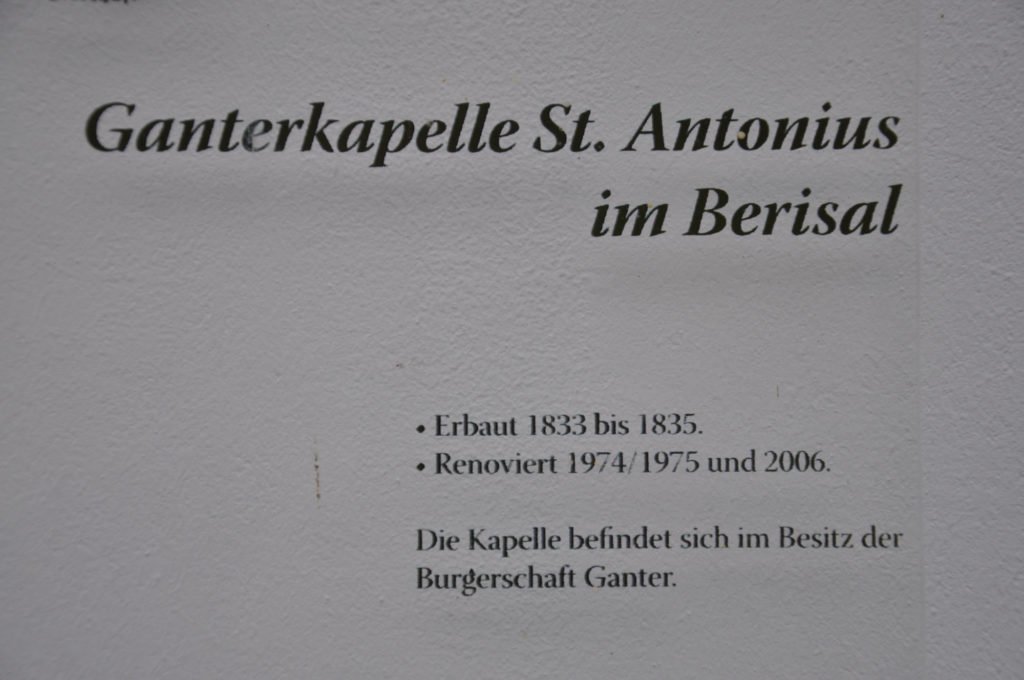 Ganterkapelle St. Antonius
im Berisal
• Erbaut 1833 bis 1835.
• Renoviert 1974/1975 und 2006.
Die Kapelle befindet sich im Besitz der
Burgerschaft Ganter.